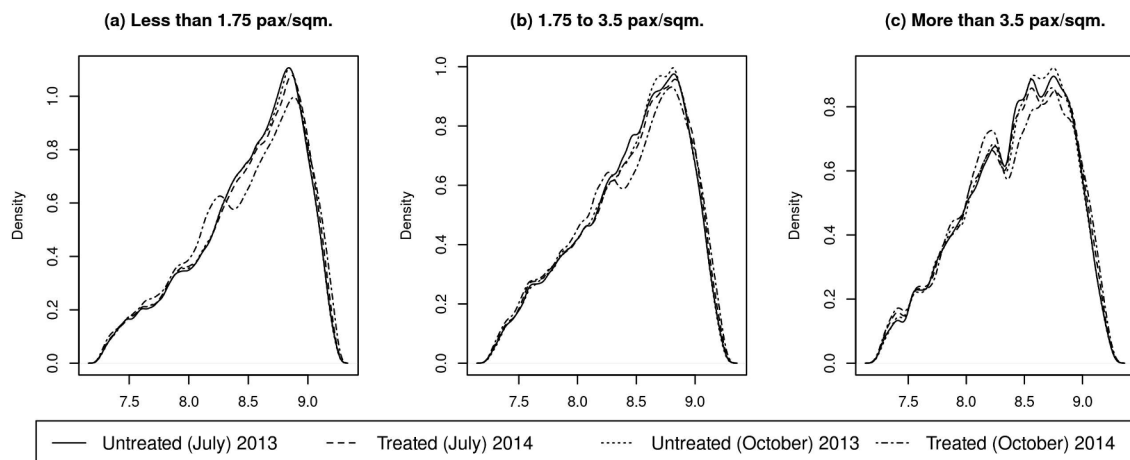 (a) Less than 1.75 pax/sqm.
Density
0.0 0.2 0.4 0.6 0.8 1.0
7.5 8.0 8.5 9.0
(b) 1.75 to 3.5 pax/sqm.
Density
0.0 0.2 0.4 0.6 0.8 1.0
7.5 8.0 8.5 9.0
(c) More than 3.5 pax/sqm.
Density
0.0 0.2 0.4 0.6 0.8
7.5 8.0 8.5 9.0
Untreated (July) 2013 Treated (July) 2014 Untreated (October) 2013 Treated (October) 2014